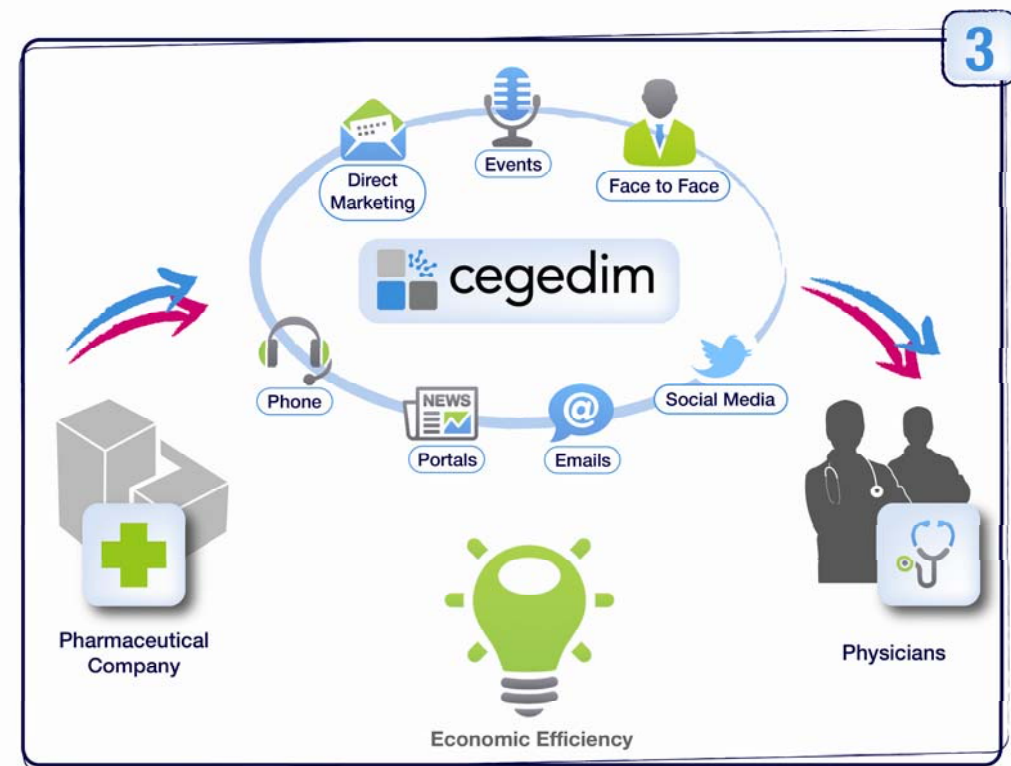 3
Direct
Marketing
Events
Face to Face
cegedim
Phone
NEWS
Portals
@
Emails
Social Media
Pharmaceutical
Company
Physicians
Economic Efficiency